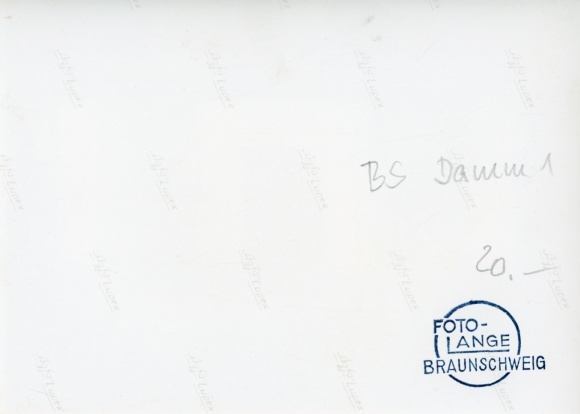 BS Damm 1
20.–
FOTO-
LANGE
BRAUNSCHWEIG